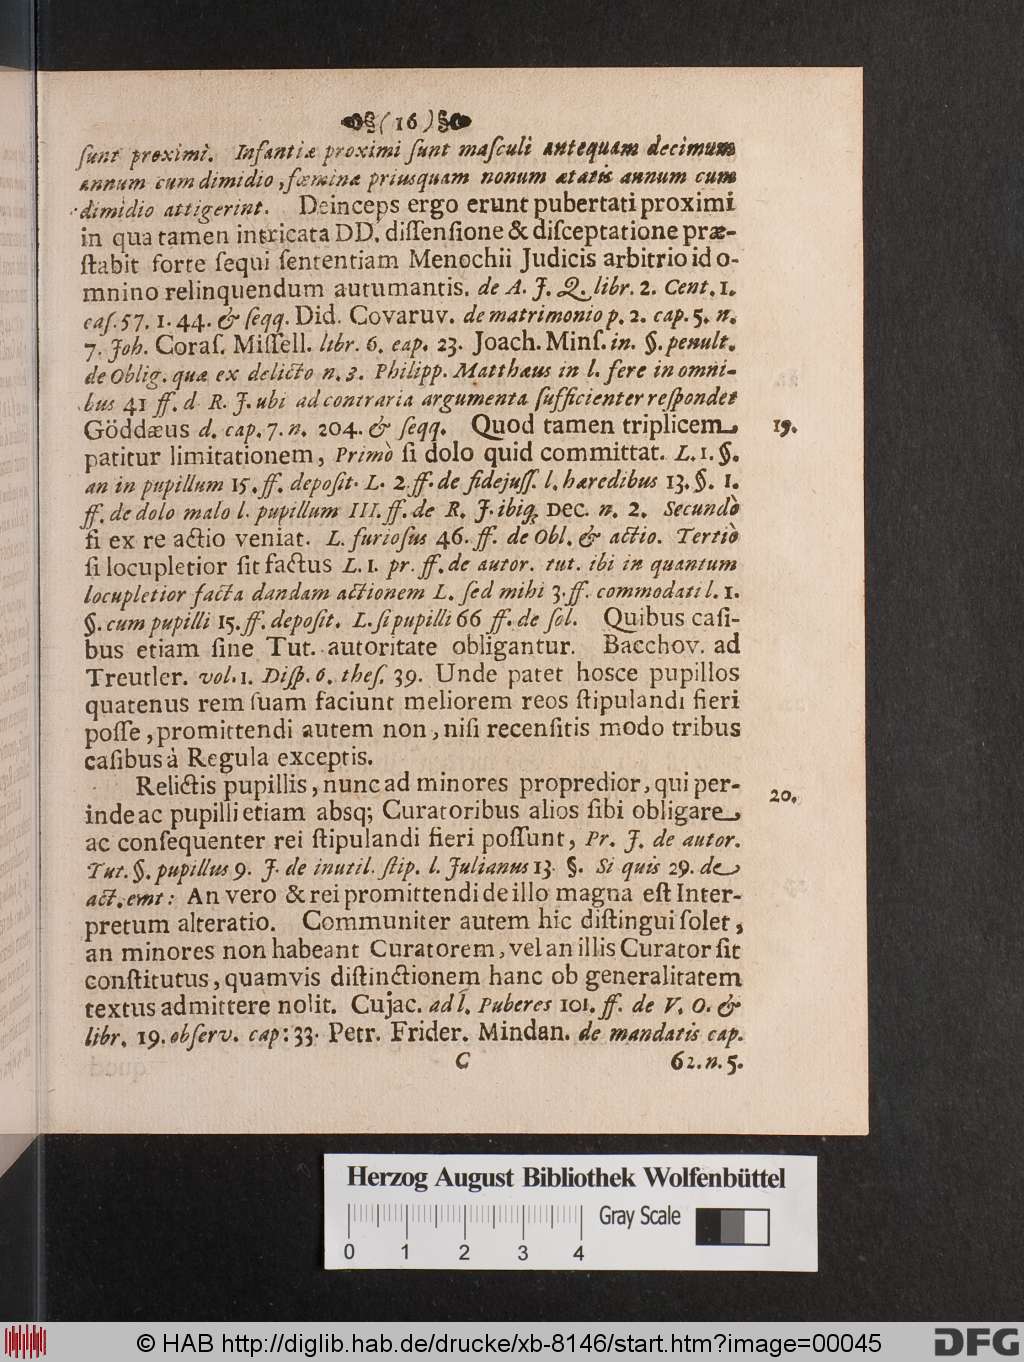 (16)
ſunt proximi. Infantiæ proximi ſunt maſculi antequam decimum
annum cum dimidio, fœmina priusquam nonum ætatis annum cum
dimidio attigerint. Deinceps ergo erunt pubertati proximi
in qua tamen intricata DD. diſſenſione & diſceptatione præ-
ſtabit forte ſequi ſententiam Menochii Judicis arbitrio id o-
mnino relinquendum autumantis. de A. J. Q. libr. 2. Cent. 1.
caſ. 57. 1. 44. & ſeqq. Did. Covaruv. de matrimonio p. 2. cap. 5. n.
7. Joh. Coraſ. Miſſell. libr. 6. cap. 23. Joach. Minſ. in. §. penult.
de Oblig. quæ ex delicto n. 3. Philipp. Matthæus in l. fere in omni-
bus 41 ff. d R. J. ubi ad contraria argumenta ſufficienter reſpondet
Göddæus d. cap. 7. n. 204. & ſeqq. Quod tamen triplicem 19.
patitur limitationem, Primò ſi dolo quid committat. L. 1. §.
an in pupillum 15. ff. depoſit. L. 2 ff. de fidejuſſ. l. hæredibus 13. §. 1.
ff. de dolo malo l. pupillum III. ff. de R. J. ibiq; DEC. n. 2. Secundò
ſi ex re actio veniat. L. furioſus 46. ff. de Obl. & actio. Tertiò
ſi locupletior ſit factus L. 1. pr. ff. de autor. tut. ibi in quantum
locupletior facta dandam actionem L. ſed mihi 3. ff. commodati l. 1.
§. cum pupilli 15. ff. depoſit. L. ſi pupilli 66 ff. de ſol. Quibus caſi-
bus etiam ſine Tut. autoritate obligantur. Bacchov. ad
Treutler. vol. 1. Diſp. 6. theſ. 39. Unde patet hosce pupillos
quatenus rem ſuam faciunt meliorem reos ſtipulandi fieri
poſſe, promittendi autem non, niſi recenſitis modo tribus
caſibus à Regula exceptis.
Relictis pupillis, nunc ad minores propredior, qui per- 20.
inde ac pupilli etiam absq; Curatoribus alios ſibi obligare
ac conſequenter rei ſtipulandi fieri poſſunt, Pr. J. de autor.
Tut. §. pupillus 9. J. de inutil. ſtip. l. Julianus 13. §. Si quis 29. de
act. emt: An vero & rei promittendi de illo magna eſt Inter-
pretum alteratio. Communiter autem hic diſtingui ſolet,
an minores non habeant Curatorem, vel an illis Curator ſit
conſtitutus, quamvis diſtinctionem hanc ob generalitatem
textus admittere nolit. Cujac. ad l. Puberes 101. ff. de V. O. &
libr. 19. obſerv. cap: 33. Petr. Frider. Mindan. de mandatis cap.
C 62. n. 5.
Herzog August Bibliothek Wolfenbüttel
Gray Scale
0 1 2 3 4
© HAB http://diglib.hab.de/drucke/xb-8146/start.htm?image=00045
DFG